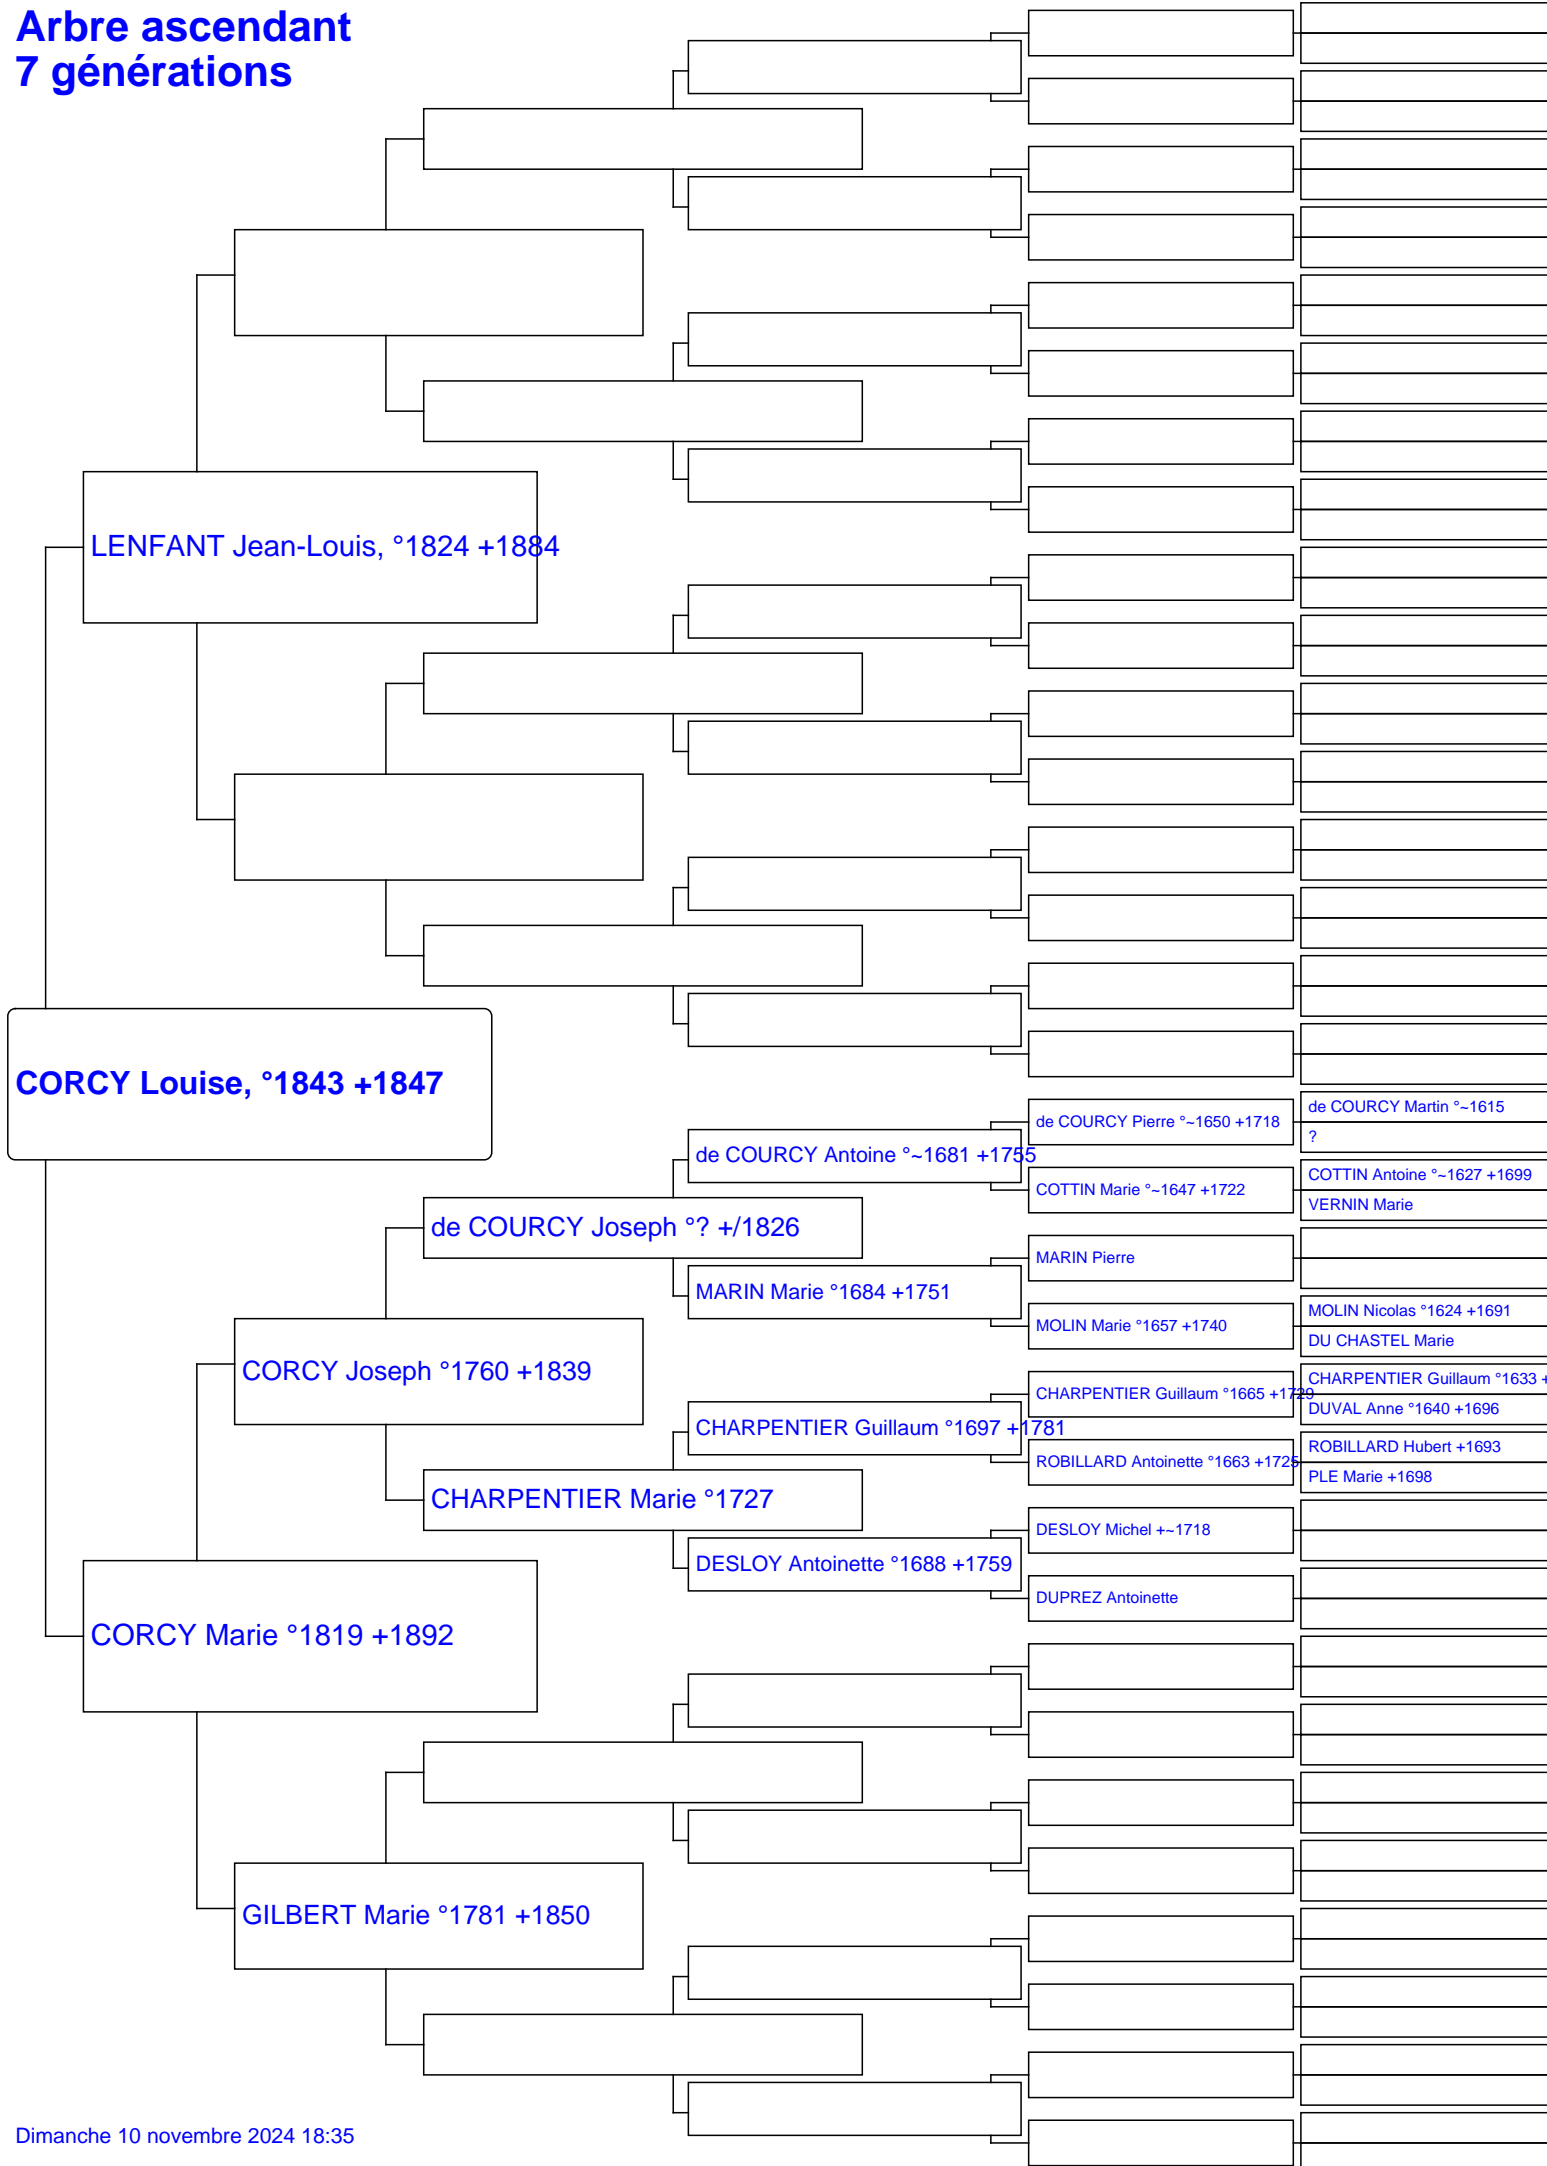 Arbre ascendant
7 générations
LENFANT Jean-Louis, °1824 +1884
CORCY Louise, °1843 +1847
de COURCY Pierre °~1650 +1718
de COURCY Martin °~1615
?
de COURCY Antoine °~1681 +1755
COTTIN Marie °~1647 +1722
COTTIN Antoine °~1627 +1699
VERNIN Marie
de COURCY Joseph °? +/1826
MARIN Pierre
MARIN Marie °1684 +1751
MOLIN Marie °1657 +1740
MOLIN Nicolas °1624 +1691
DU CHASTEL Marie
CORCY Joseph °1760 +1839
CHARPENTIER Guillaum °1665 +1729
CHARPENTIER Guillaum °1633 +
DUVAL Anne °1640 +1696
CHARPENTIER Guillaum °1697 +1781
ROBILLARD Antoinette °1663 +1725
ROBILLARD Hubert +1693
PLE Marie +1698
CHARPENTIER Marie °1727
DESLOY Michel +~1718
DESLOY Antoinette °1688 +1759
DUPREZ Antoinette
CORCY Marie °1819 +1892
GILBERT Marie °1781 +1850
Dimanche 10 novembre 2024 18:35